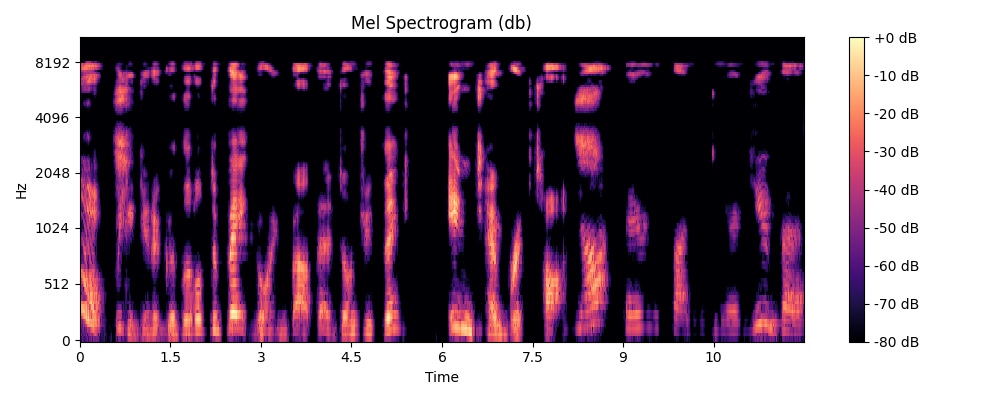 Mel Spectrogram (db)
8192
4096
2048
1024
512
0
Hz
0 1.5 3 4.5 6 7.5 9 10
Time
+0 dB
-10 dB
-20 dB
-30 dB
-40 dB
-50 dB
-60 dB
-70 dB
-80 dB